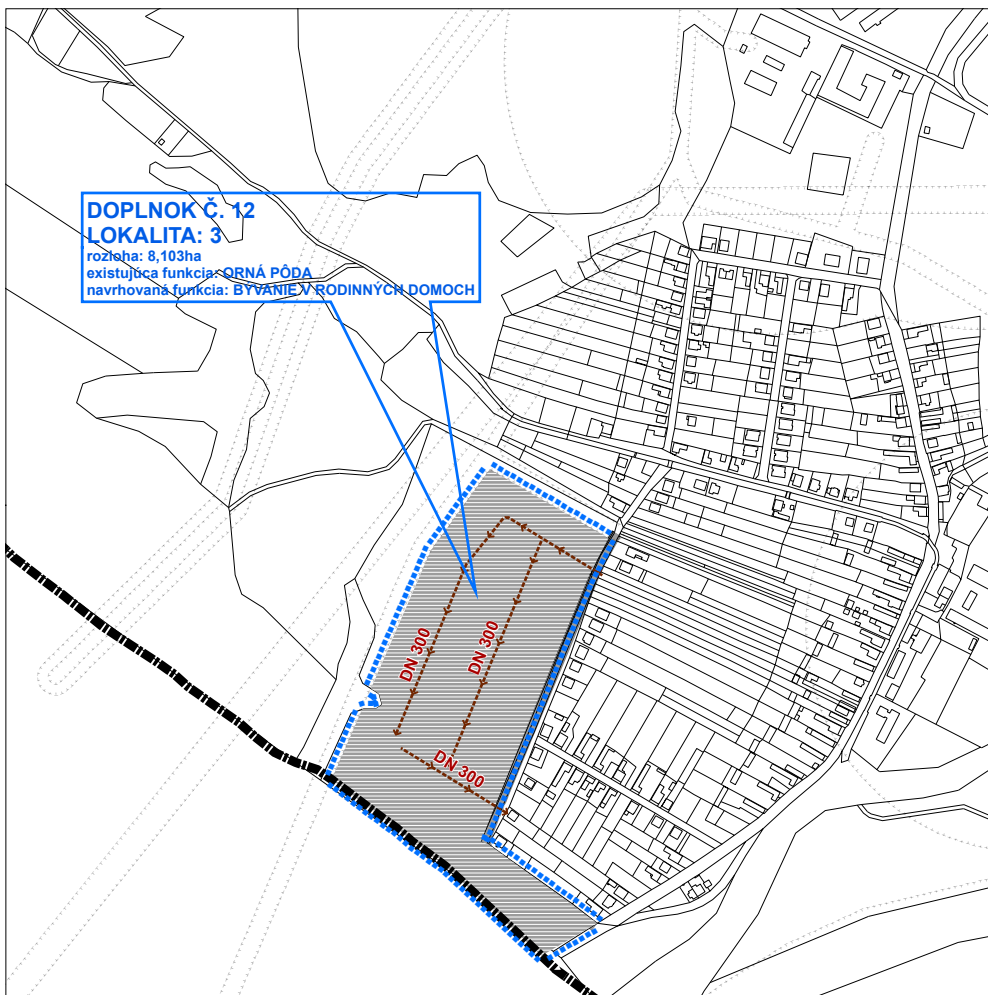 DOPLNOK Č. 12
LOKALITA: 3
rozloha: 8,103ha
existujúca funkcia: ORNÁ PÔDA
navrhovaná funkcia: BÝVANIE V RODINNÝCH DOMOCH
DN 300
DN 300
DN 300